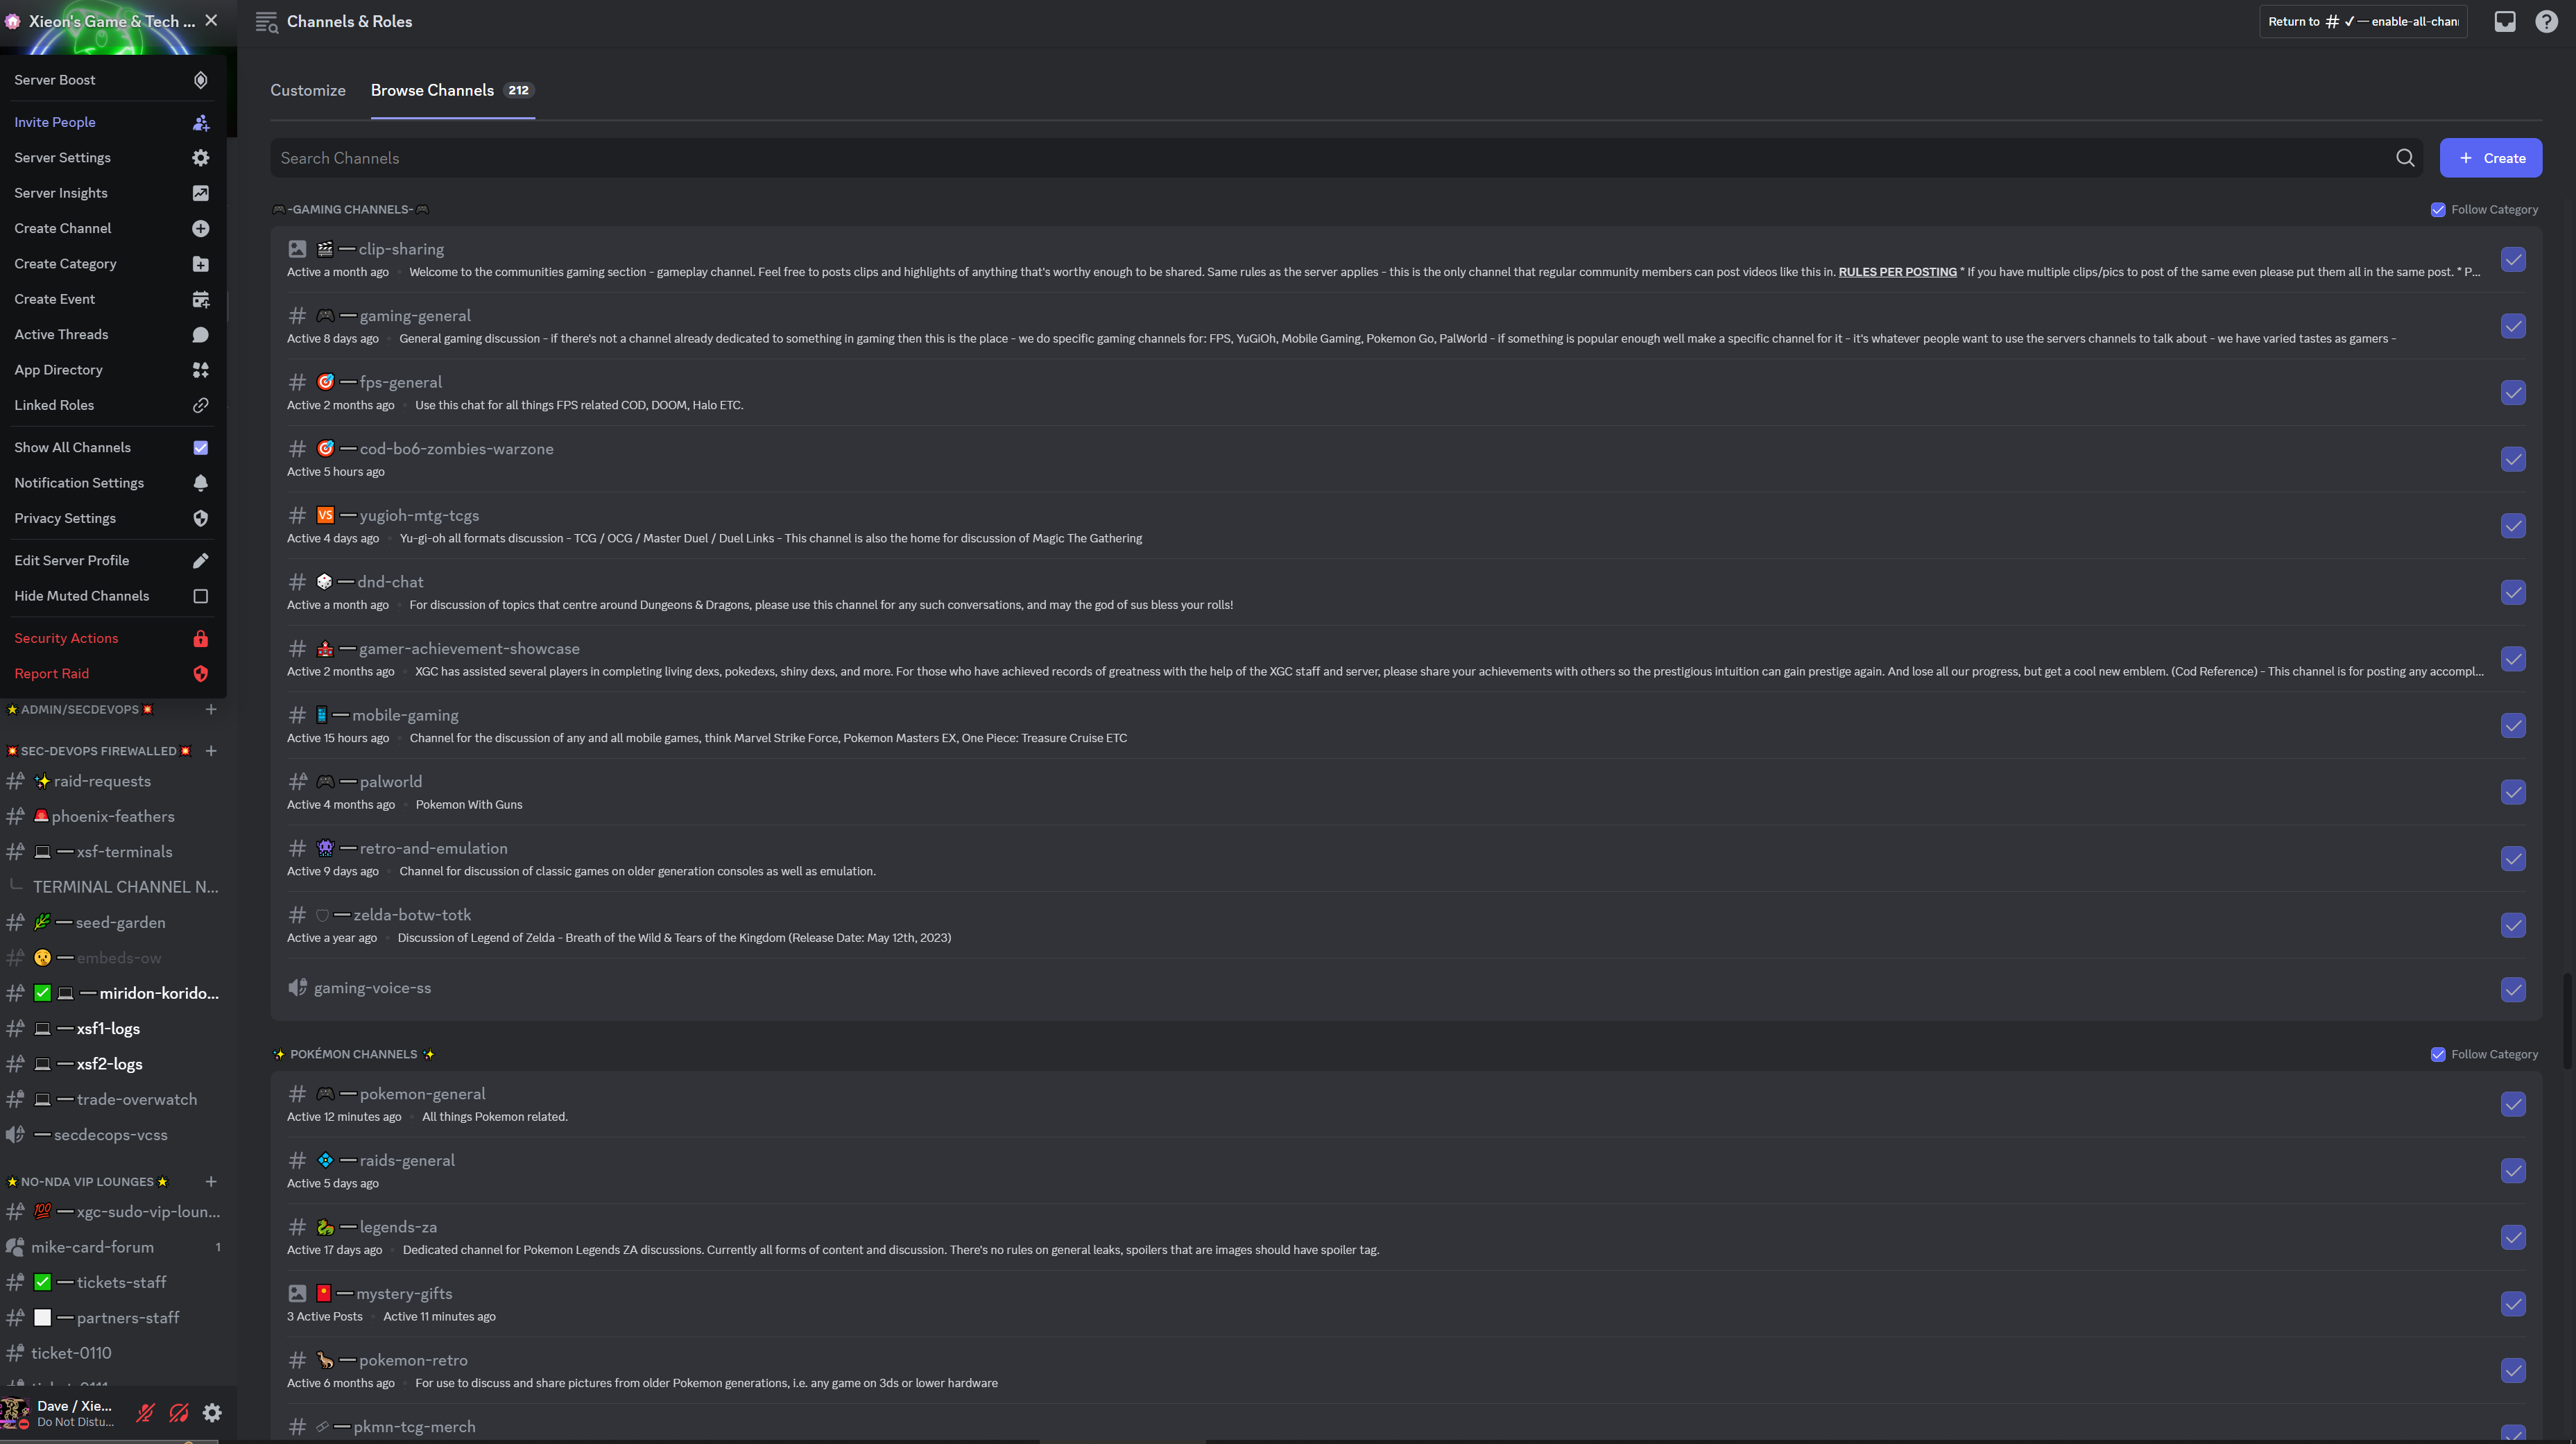 Xieon's Game & Tech ...
Server Boost
Invite People
Server Settings
Server Insights
Create Channel
Create Category
Create Event
Active Threads
App Directory
Linked Roles
Show All Channels
Notification Settings
Privacy Settings
Edit Server Profile
Hide Muted Channels
Security Actions
Report Raid
ADMIN/SECDEVOPS
SEC-DEVOPS FIREWALLED
raid-requests
phoenix-feathers
xsf-terminals
TERMINAL CHANNEL N...
seed-garden
embeds-ow
miridon-korido...
xsf1-logs
xsf2-logs
trade-overwatch
secdecops-vcss
NO-NDA VIP LOUNGES
100 xgc-sudo-vip-loun...
mike-card-forum 1
tickets-staff
partners-staff
ticket-0110
Dave / Xie...
Do Not Distu...
Channels & Roles
Return to # ✓—enable-all-chan
Customize
Browse Channels 212
Search Channels
+ Create
-GAMING CHANNELS-
Follow Category
clip-sharing
Active a month ago • Welcome to the communities gaming section - gameplay channel. Feel free to posts clips and highlights of anything that's worthy enough to be shared. Same rules as the server applies - this is the only channel that regular community members can post videos like this in. RULES PER POSTING * If you have multiple clips/pics to post of the same even please put them all in the same post. * P...
gaming-general
Active 8 days ago • General gaming discussion - if there's not a channel already dedicated to something in gaming then this is the place - we do specific gaming channels for: FPS, YuGiOh, Mobile Gaming, Pokemon Go, PalWorld - if something is popular enough well make a specific channel for it - it's whatever people want to use the servers channels to talk about - we have varied tastes as gamers -
fps-general
Active 2 months ago • Use this chat for all things FPS related COD, DOOM, Halo ETC.
cod-bo6-zombies-warzone
Active 5 hours ago
VS yugioh-mtg-tcgs
Active 4 days ago • Yu-gi-oh all formats discussion - TCG / OCG / Master Duel / Duel Links - This channel is also the home for discussion of Magic The Gathering
dnd-chat
Active a month ago • For discussion of topics that centre around Dungeons & Dragons, please use this channel for any such conversations, and may the god of sus bless your rolls!
gamer-achievement-showcase
Active 2 months ago • XGC has assisted several players in completing living dexs, pokedexs, shiny dexs, and more. For those who have achieved records of greatness with the help of the XGC staff and server, please share your achievements with others so the prestigious intuition can gain prestige again. And lose all our progress, but get a cool new emblem. (Cod Reference) - This channel is for posting any accompl...
mobile-gaming
Active 15 hours ago • Channel for the discussion of any and all mobile games, think Marvel Strike Force, Pokemon Masters EX, One Piece: Treasure Cruise ETC
palworld
Active 4 months ago • Pokemon With Guns
retro-and-emulation
Active 9 days ago • Channel for discussion of classic games on older generation consoles as well as emulation.
zelda-botw-totk
Active a year ago • Discussion of Legend of Zelda - Breath of the Wild & Tears of the Kingdom (Release Date: May 12th, 2023)
gaming-voice-ss
POKÉMON CHANNELS
Follow Category
pokemon-general
Active 12 minutes ago • All things Pokemon related.
raids-general
Active 5 days ago
legends-za
Active 17 days ago • Dedicated channel for Pokemon Legends ZA discussions. Currently all forms of content and discussion. There's no rules on general leaks, spoilers that are images should have spoiler tag.
mystery-gifts
3 Active Posts • Active 11 minutes ago
pokemon-retro
Active 6 months ago • For use to discuss and share pictures from older Pokemon generations, i.e. any game on 3ds or lower hardware
pkmn-tcg-merch